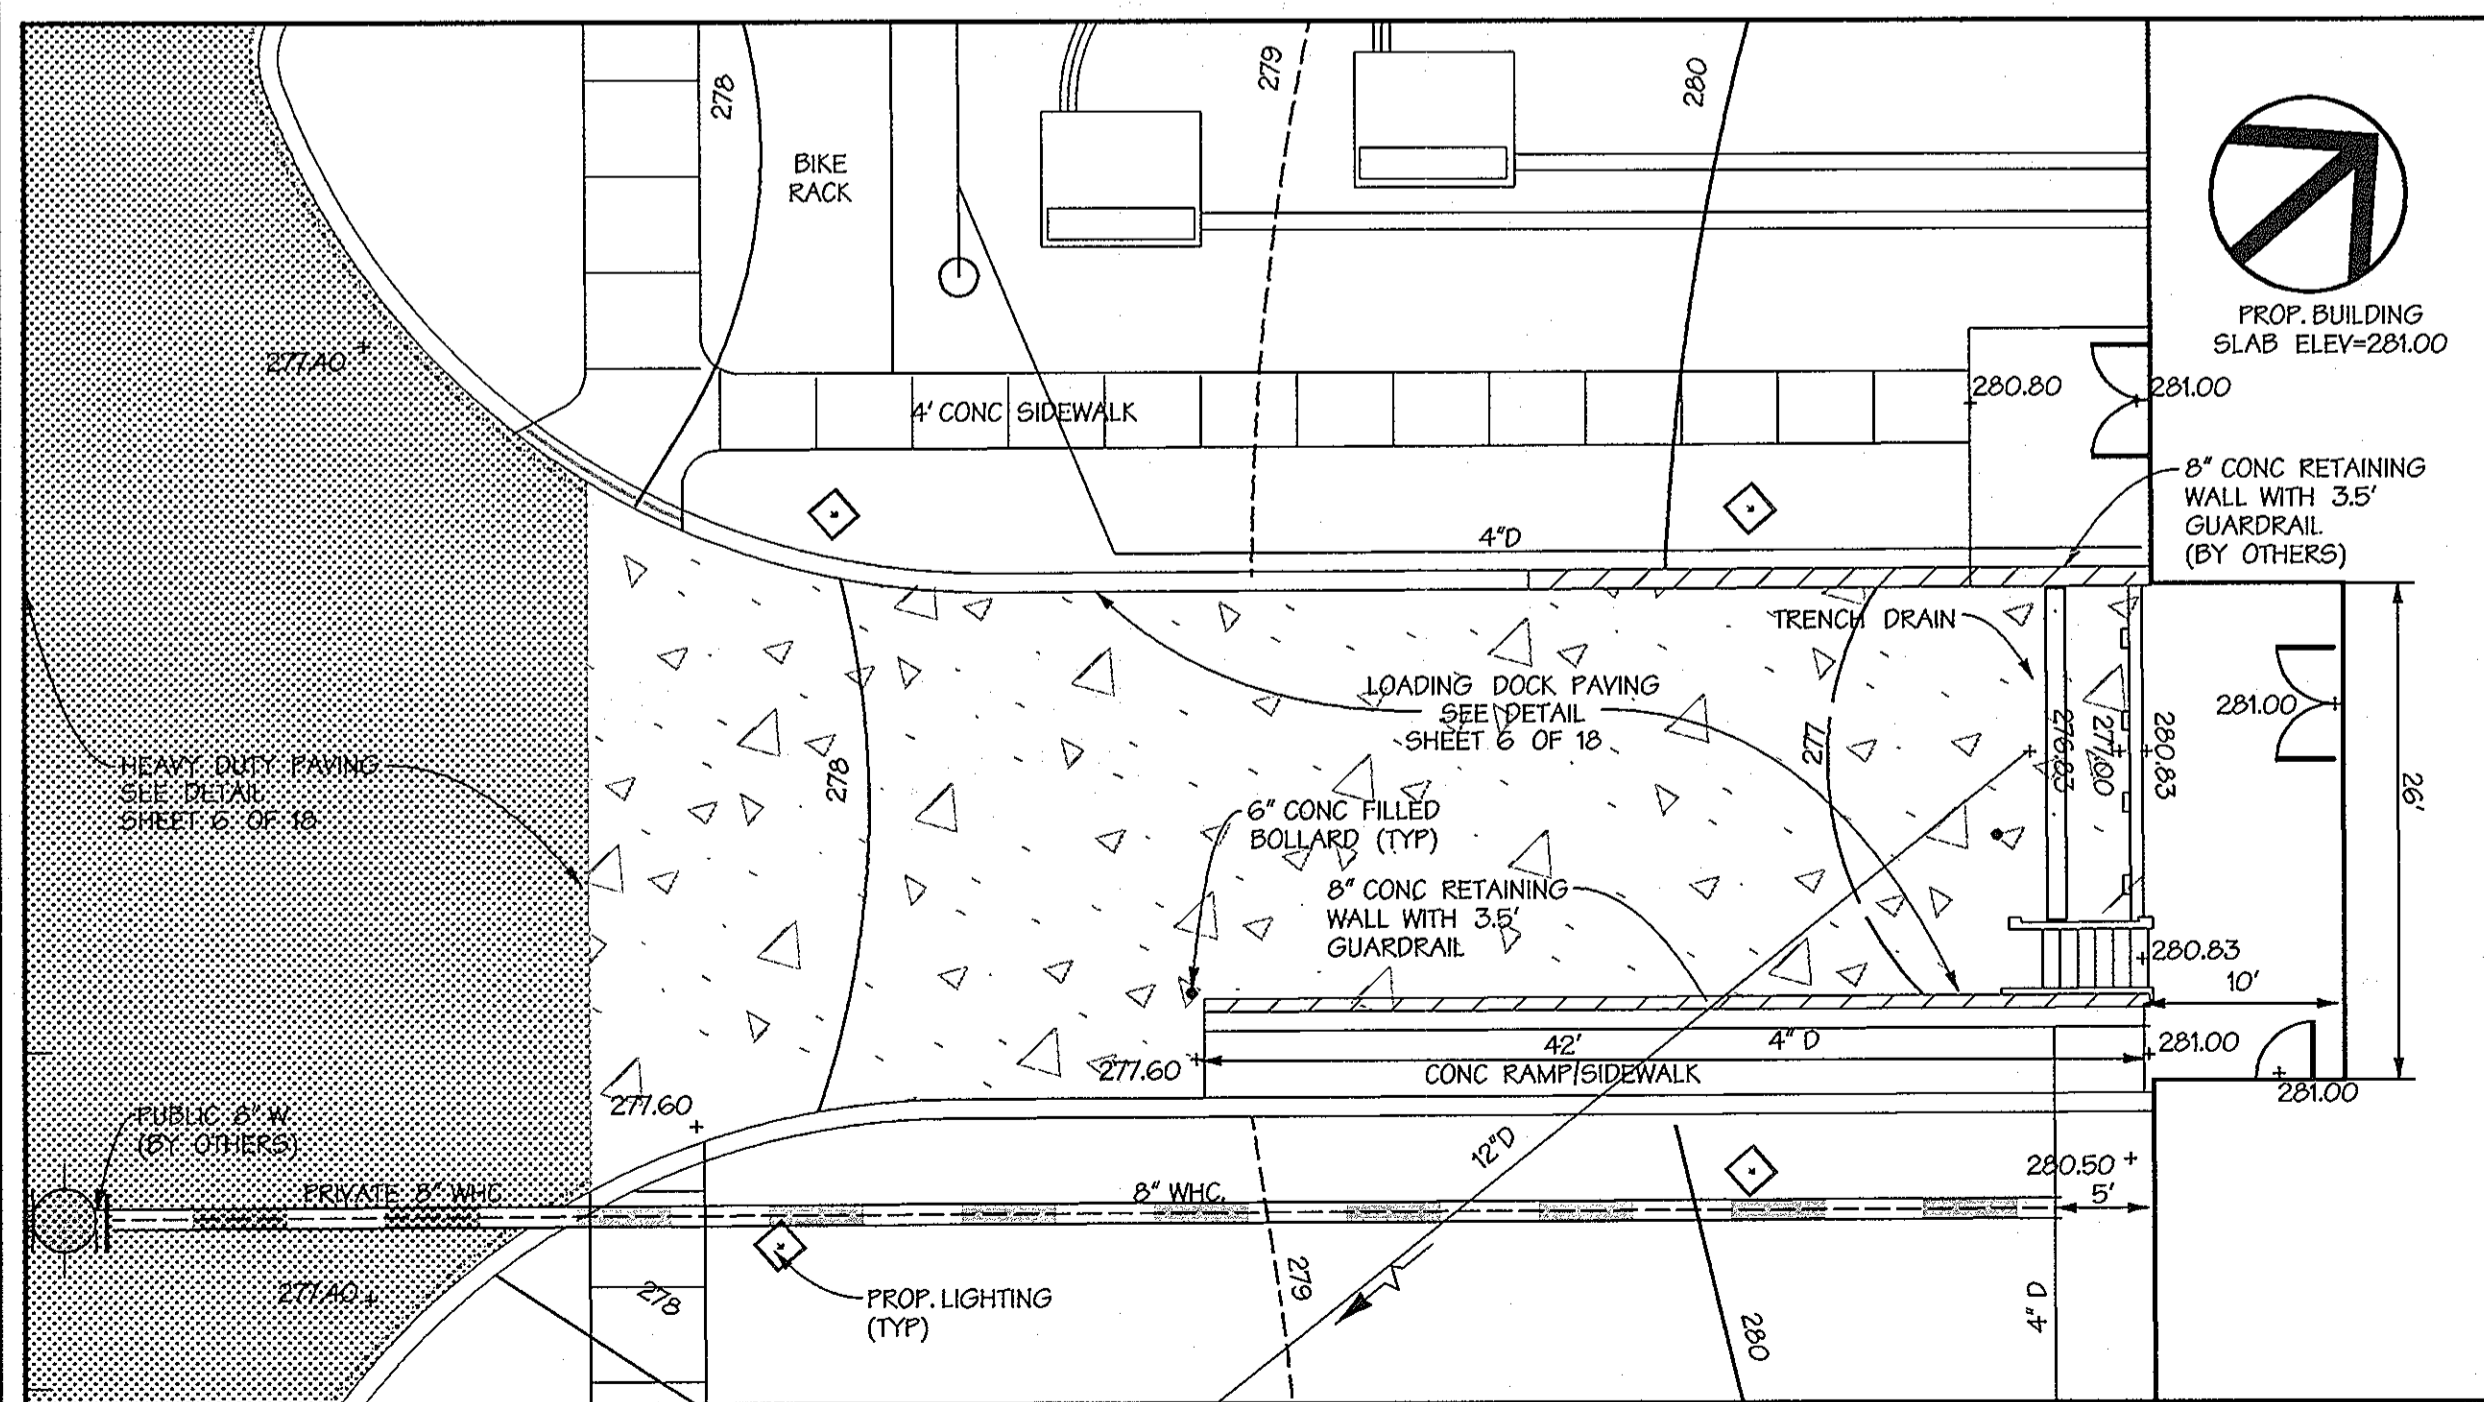 278
279
280
BIKE
RACK
PROP. BUILDING
SLAB ELEV=281.00
277.40
280.80
281.00
4' CONC SIDEWALK
8" CONC RETAINING
WALL WITH 3.5'
GUARDRAIL
(BY OTHERS)
4"D
TRENCH DRAIN
LOADING DOCK PAVING
SEE DETAIL
SHEET 6 OF 18
281.00
278
277
276.83
277.00
280.83
26'
HEAVY DUTY PAVING
SEE DETAIL
SHEET 6 OF 18
6" CONC FILLED
BOLLARD (TYP)
8" CONC RETAINING
WALL WITH 3.5'
GUARDRAIL
280.83
10'
42'
4" D
281.00
277.60
CONC RAMP/SIDEWALK
281.00
277.60
PUBLIC 8" W
(BY OTHERS)
12"D
280.50
PRIVATE 8" WHC
8" WHC.
5'
277.40
278
PROP. LIGHTING
(TYP)
279
280
4" D